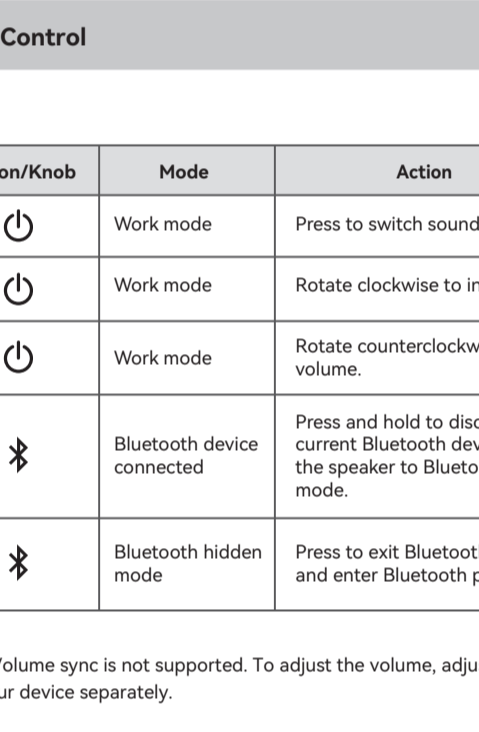 Control
on/Knob Mode Action
Work mode Press to switch sound
Work mode Rotate clockwise to in
Work mode Rotate counterclockw
volume.
Bluetooth device
connected
Press and hold to disc
current Bluetooth dev
the speaker to Blueto
mode.
Bluetooth hidden
mode
Press to exit Bluetoot
and enter Bluetooth p
Volume sync is not supported. To adjust the volume, adju
ur device separately.